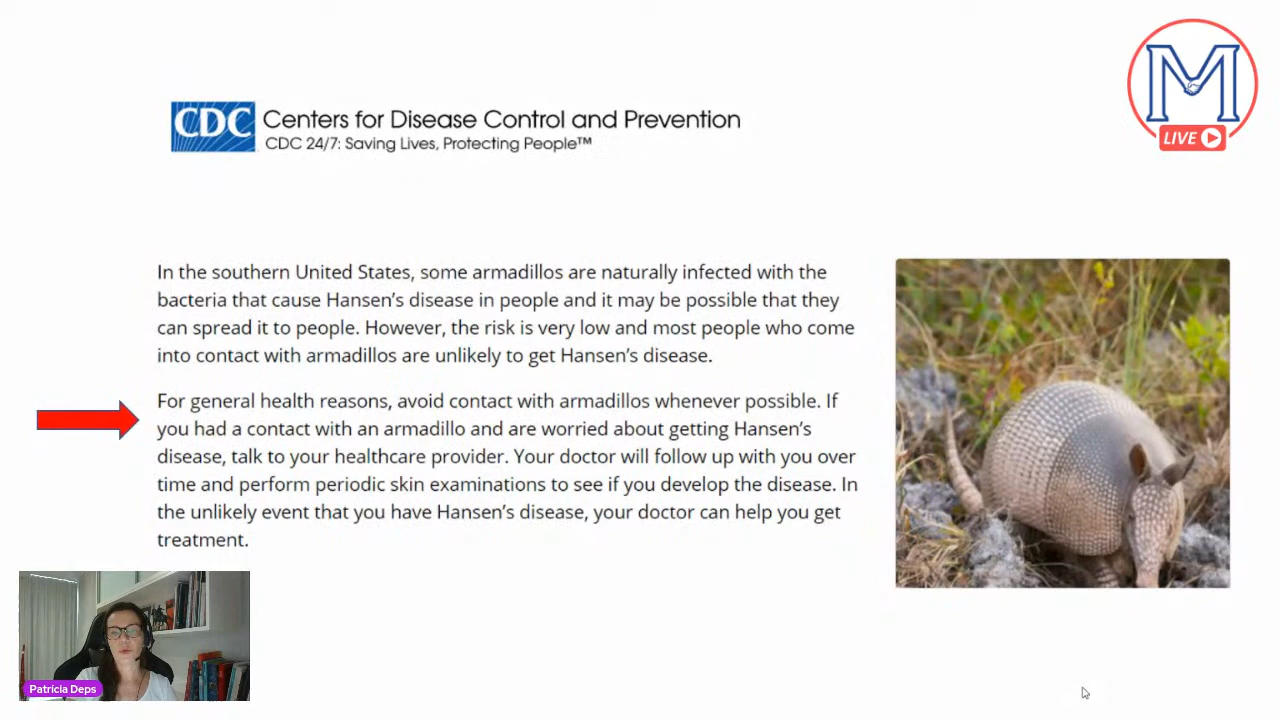 M
LIVE
CDC Centers for Disease Control and Prevention
CDC 24/7: Saving Lives, Protecting People™
In the southern United States, some armadillos are naturally infected with the
bacteria that cause Hansen's disease in people and it may be possible that they
can spread it to people. However, the risk is very low and most people who come
into contact with armadillos are unlikely to get Hansen's disease.
For general health reasons, avoid contact with armadillos whenever possible. If
you had a contact with an armadillo and are worried about getting Hansen's
disease, talk to your healthcare provider. Your doctor will follow up with you over
time and perform periodic skin examinations to see if you develop the disease. In
the unlikely event that you have Hansen's disease, your doctor can help you get
treatment.
Patricia Deps